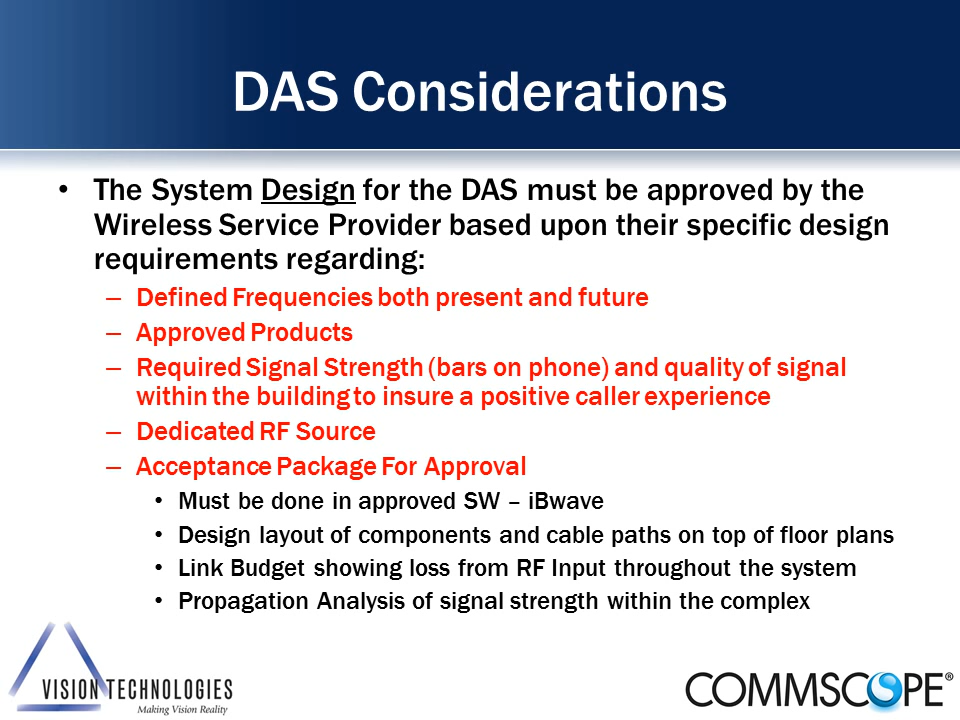 DAS Considerations
• The System Design for the DAS must be approved by the
Wireless Service Provider based upon their specific design
requirements regarding:
– Defined Frequencies both present and future
– Approved Products
– Required Signal Strength (bars on phone) and quality of signal
within the building to insure a positive caller experience
– Dedicated RF Source
– Acceptance Package For Approval
• Must be done in approved SW – iBwave
• Design layout of components and cable paths on top of floor plans
• Link Budget showing loss from RF Input throughout the system
• Propagation Analysis of signal strength within the complex
VISION TECHNOLOGIES
Making Vision Reality
COMMSCOPE®